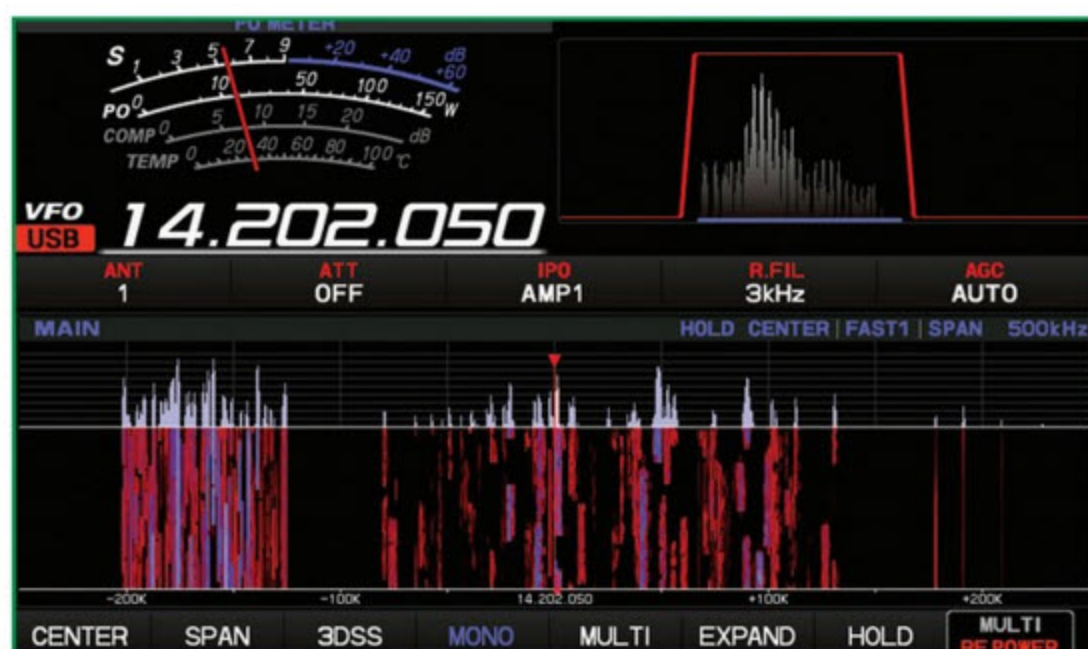 PO METER
S 1 3 5 7 9 +20 +40 +60 dB
PO 0 10 50 100 150 W
COMP 0 5 10 15 20 dB
TEMP 0 20 40 60 80 100 °C
VFO
USB
14.202.050
ANT ATT IPO R.FIL AGC
1 OFF AMP1 3kHz AUTO
MAIN HOLD CENTER | FAST1 | SPAN 500kHz
-200K -100K 14.202.050 +100K +200K
CENTER SPAN 3DSS MONO MULTI EXPAND HOLD MULTI
RF POWER